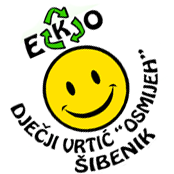 EKO
DJEČJI VRTIĆ "OSMIJEH"
ŠIBENIK